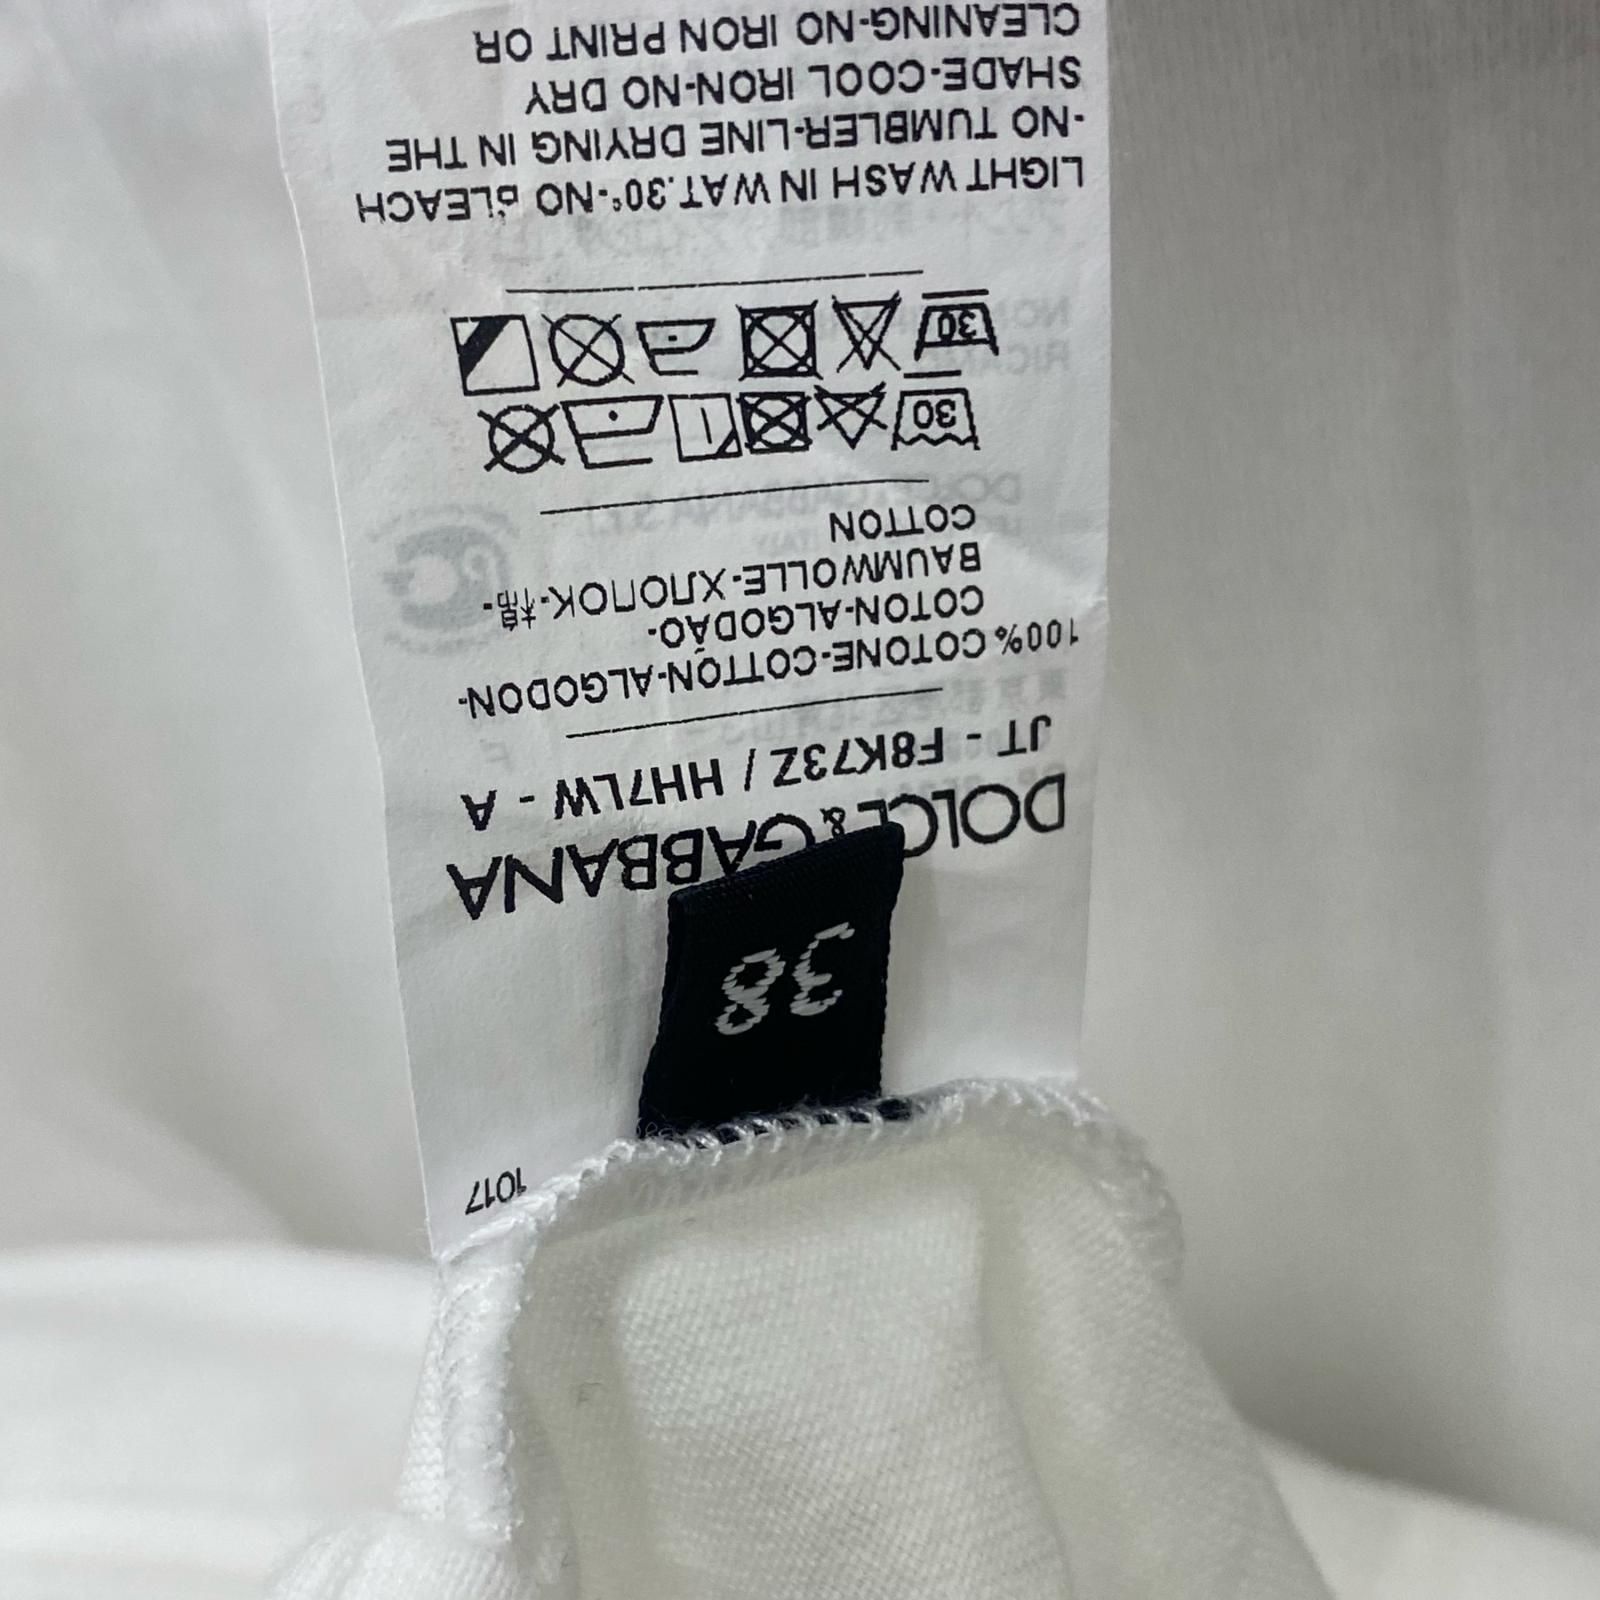 1017
38
DOLCE&GABBANA
JT - F8K73Z / HH7LW - A
100% COTONE-COTTON-ALGODON-
COTON-ALGODÃO-
BAUMWOLLE-ХЛОПОК-棉-
COTTON
30
30
LIGHT WASH IN WAT.30°-NO BLEACH
-NO TUMBLER-LINE DRYING IN THE
SHADE-COOL IRON-NO DRY
CLEANING-NO IRON PRINT OR